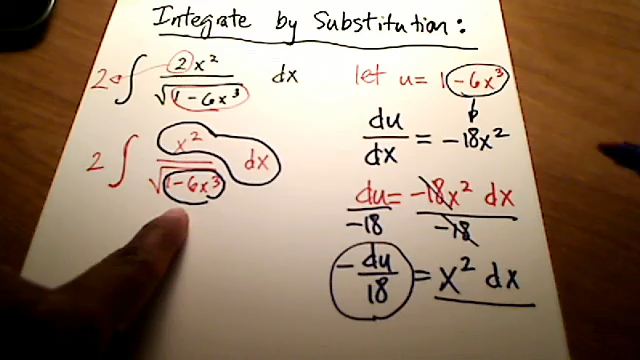 Integrate by Substitution:
2 ∫ 2x² / √(1-6x³) dx
let u = 1-6x³
du/dx = -18x²
2 ∫ x² / √(1-6x³) dx
du/-18 = -18x² dx/-18
-du/18 = x² dx